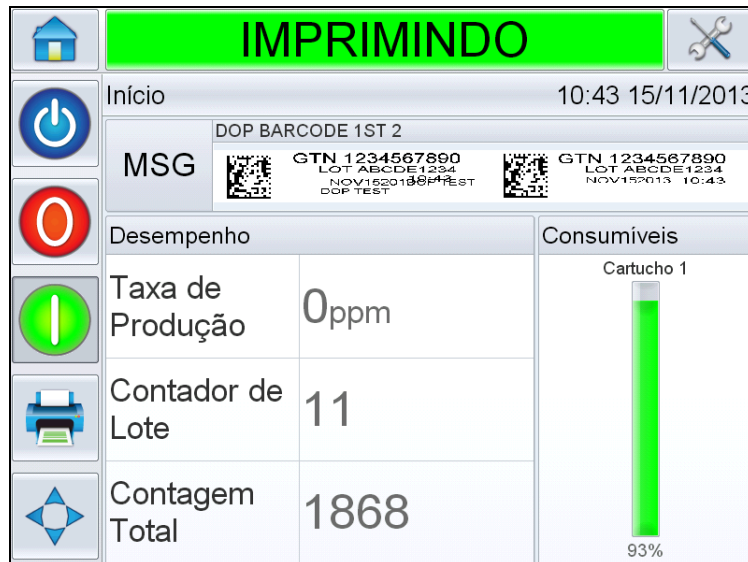 IMPRIMINDO
Início
10:43 15/11/2013
MSG
DOP BARCODE 1ST 2
GTN 1234567890
LOT ABCDE1234
DOP TEST
GTN 1234567890
LOT ABCDE1234
NOV152013 10:43
Desempenho
Taxa de
Produção
0ppm
Contador de
Lote
11
Contagem
Total
1868
Consumíveis
Cartucho 1
93%